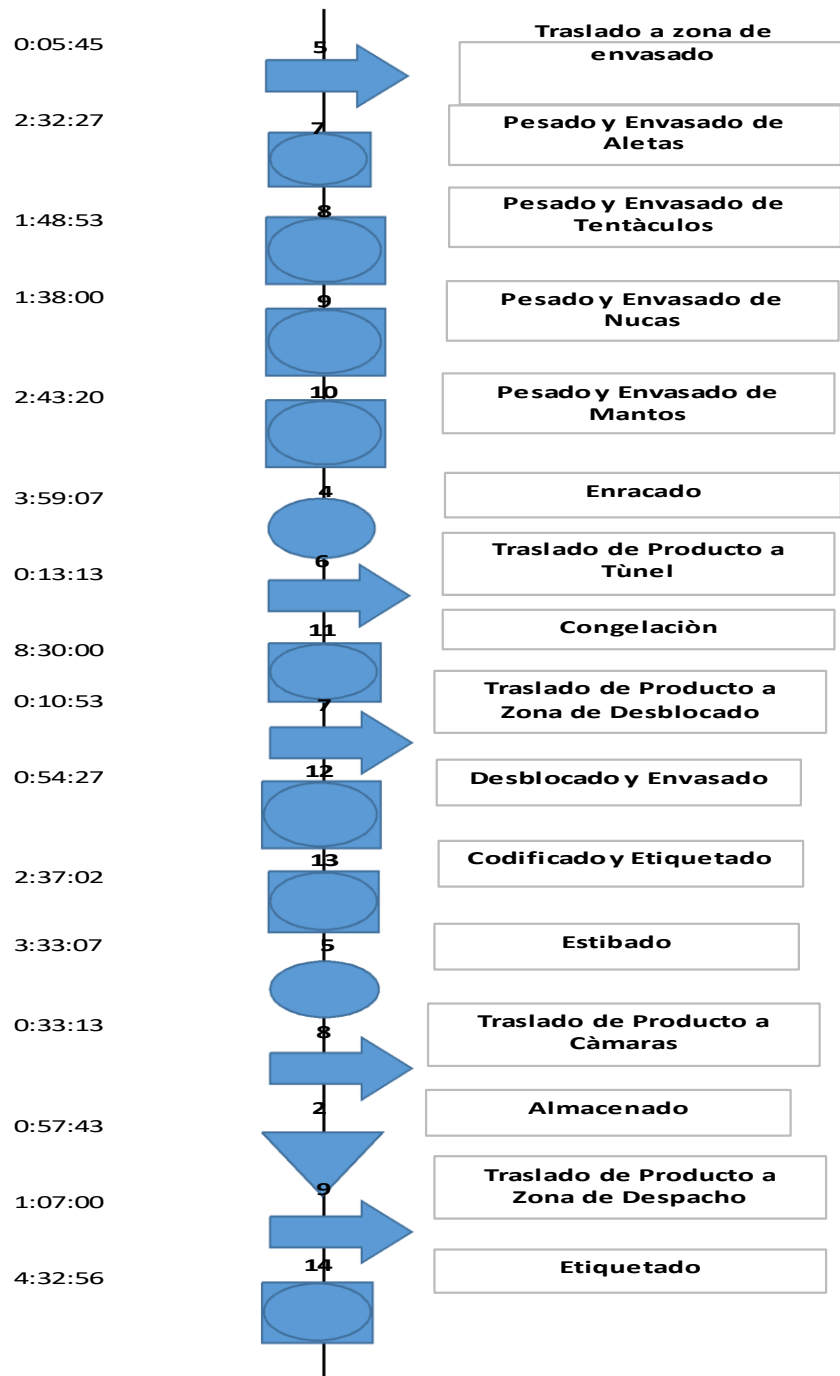 0:05:45
5
Traslado a zona de
envasado
2:32:27
7
Pesado y Envasado de
Aletas
1:48:53
8
Pesado y Envasado de
Tentàculos
1:38:00
9
Pesado y Envasado de
Nucas
2:43:20
10
Pesado y Envasado de
Mantos
3:59:07
4
Enracado
0:13:13
6
Traslado de Producto a
Tùnel
8:30:00
11
Congelaciòn
0:10:53
7
Traslado de Producto a
Zona de Desblocado
0:54:27
12
Desblocado y Envasado
2:37:02
13
Codificado y Etiquetado
3:33:07
5
Estibado
0:33:13
8
Traslado de Producto a
Càmaras
0:57:43
2
Almacenado
1:07:00
9
Traslado de Producto a
Zona de Despacho
4:32:56
14
Etiquetado